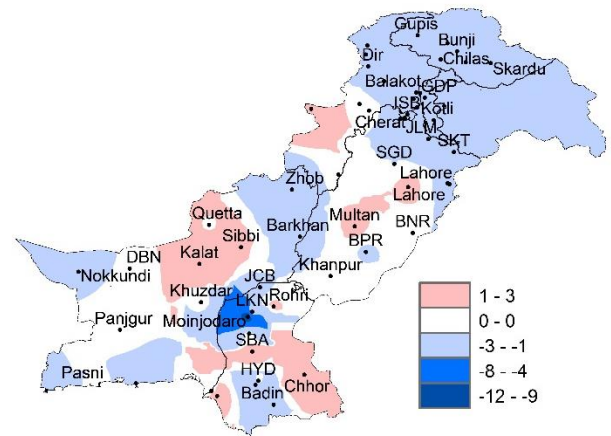 Gupis
Bunji
Dir
Chilas
Skardu
Balakot
GDP
ISB
Kotli
Cherat
JLM
SKT
SGD
Lahore
Lahore
Zhob
Multan
Quetta
BNR
Barkhan
BPR
Sibbi
DBN
Kalat
Khanpur
Nokkundi
JCB
Khuzdar
LKN
Rohri
Panjgur
Moinjodaro
SBA
Pasni
HYD
Chhor
Badin
1 - 3
0 - 0
-3 - -1
-8 - -4
-12 - -9